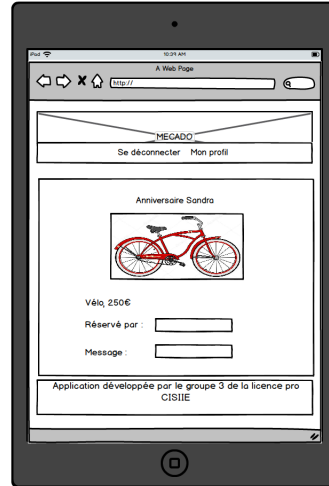 iPad
10:39 AM
A Web Page
http://
MECADO
Se déconnecter Mon profil
Anniversaire Sandra
Vélo, 250€
Réservé par :
Message :
Application développée par le groupe 3 de la licence pro
CISIIE